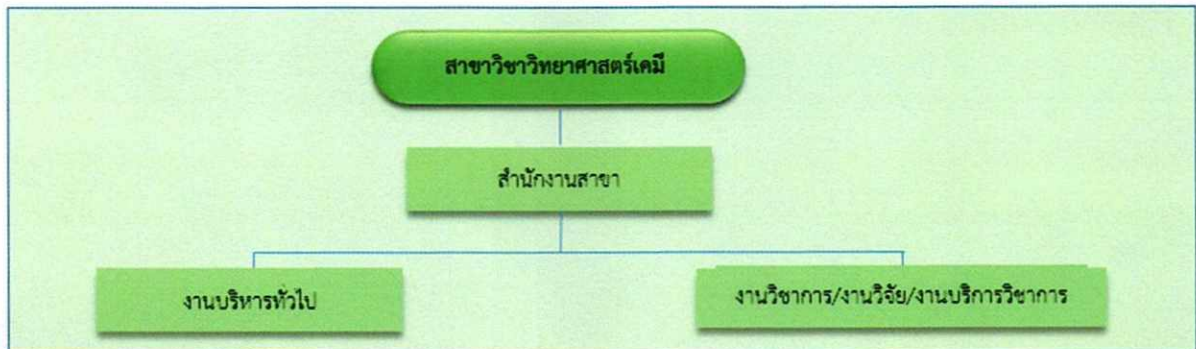 สาขาวิชาวิทยาศาสตร์เคมี
สำนักงานสาขา
งานบริหารทั่วไป
งานวิชาการ/งานวิจัย/งานบริการวิชาการ